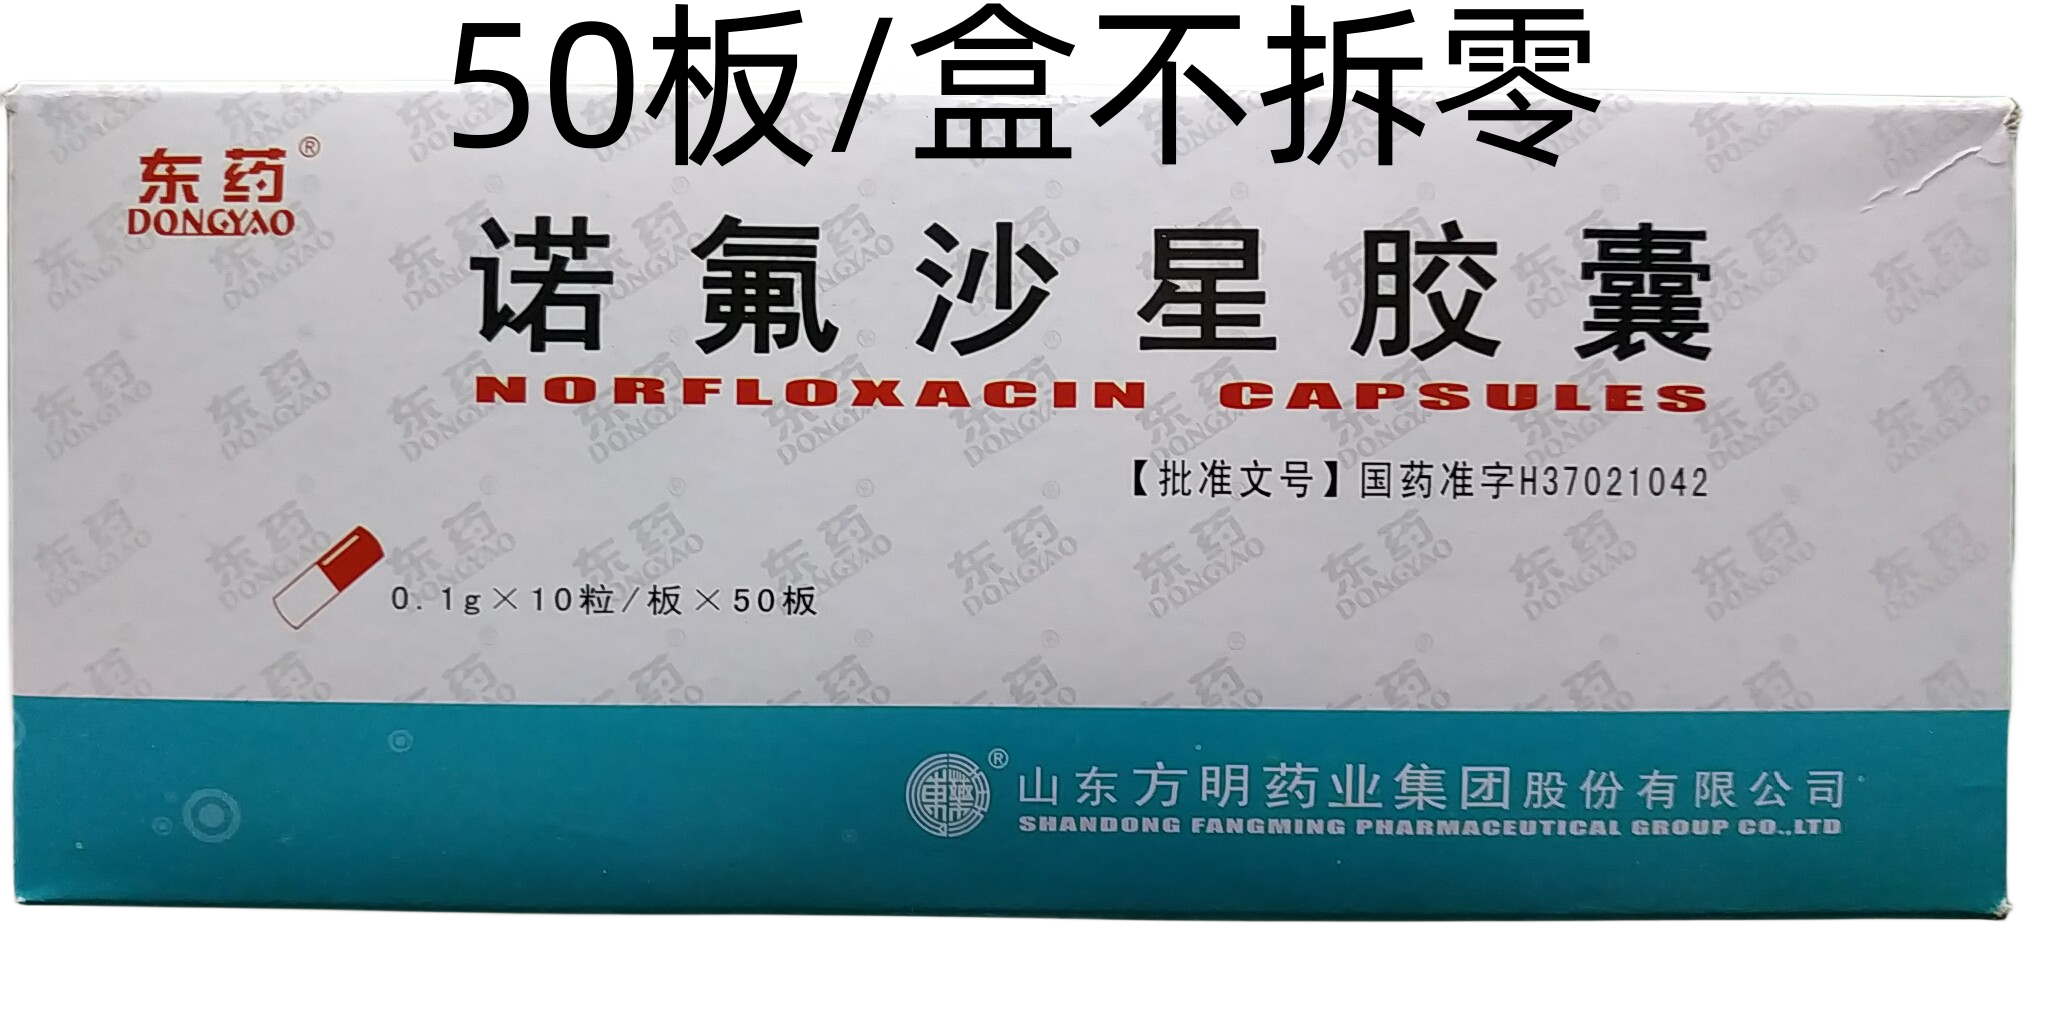 50板/盒不拆零
东药®
DONGYAO
诺氟沙星胶囊
NORFLOXACIN CAPSULES
【批准文号】国药准字H37021042
0.1g×10粒/板×50板
山东方明药业集团股份有限公司
SHANDONG FANGMING PHARMACEUTICAL GROUP CO.,LTD